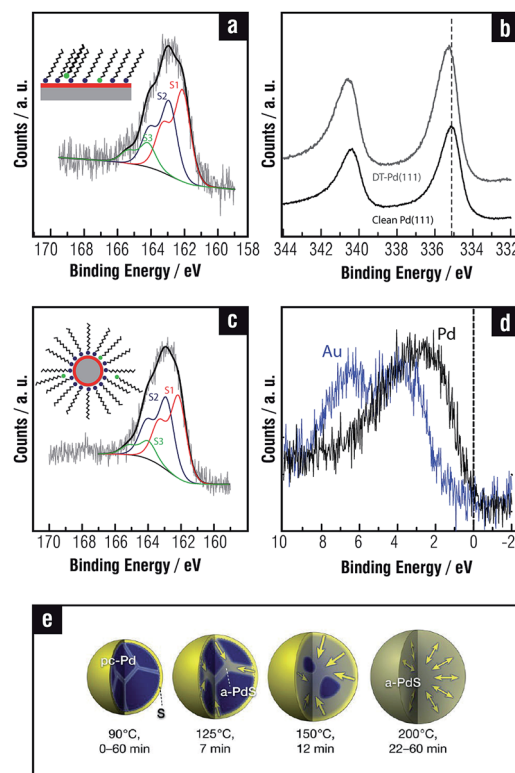 a
Counts / a. u.
S1
S2
S3
170 168 166 164 162 160 158
Binding Energy / eV
b
Counts / a. u.
DT-Pd(111)
Clean Pd(111)
344 342 340 338 336 334 332
Binding Energy / eV
c
Counts / a. u.
S1
S2
S3
170 168 166 164 162 160
Binding Energy / eV
d
Counts / a. u.
Pd
Au
10 8 6 4 2 0 -2
Binding Energy / eV
e
pc-Pd
S
a-PdS
a-PdS
90°C,
0–60 min
125°C,
7 min
150°C,
12 min
200°C,
22–60 min